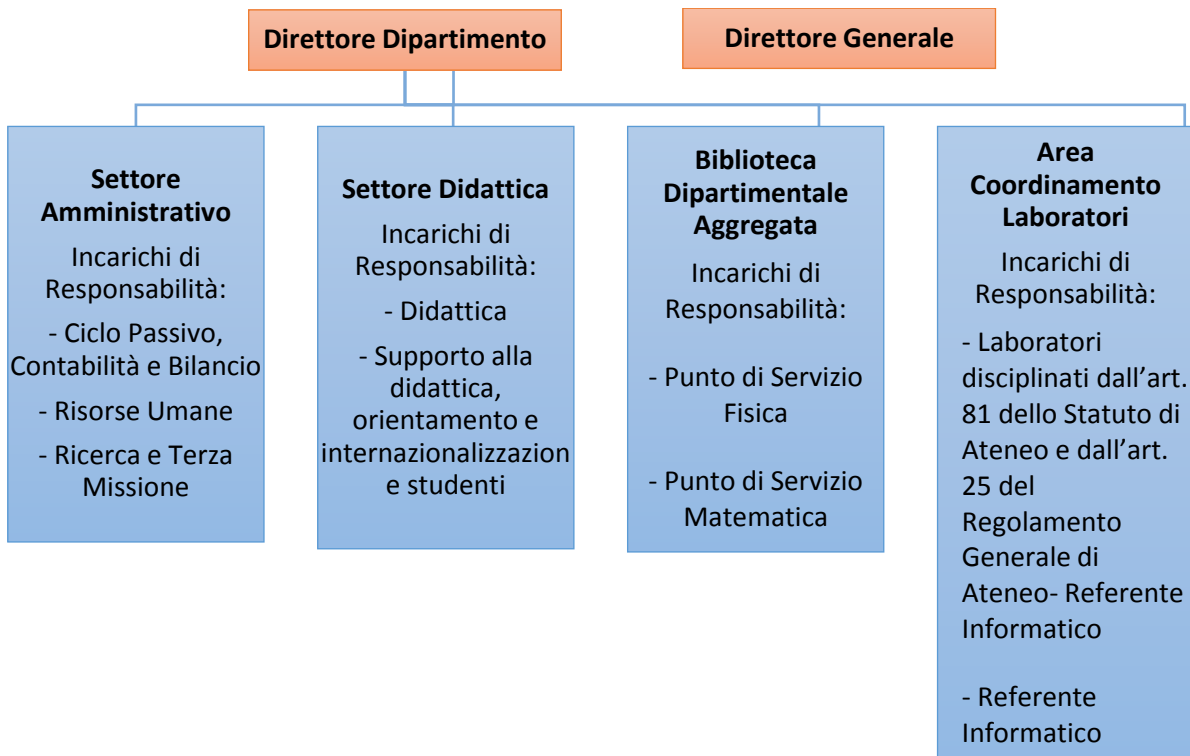 Direttore Dipartimento
Direttore Generale
Settore
Amministrativo
Incarichi di
Responsabilità:
- Ciclo Passivo,
Contabilità e Bilancio
- Risorse Umane
- Ricerca e Terza
Missione
Settore Didattica
Incarichi di
Responsabilità:
- Didattica
- Supporto alla
didattica,
orientamento e
internazionalizzazion
e studenti
Biblioteca
Dipartimentale
Aggregata
Incarichi di
Responsabilità:
- Punto di Servizio
Fisica
- Punto di Servizio
Matematica
Area
Coordinamento
Laboratori
Incarichi di
Responsabilità:
- Laboratori
disciplinati dall’art.
81 dello Statuto di
Ateneo e dall’art.
25 del
Regolamento
Generale di
Ateneo- Referente
Informatico
- Referente
Informatico